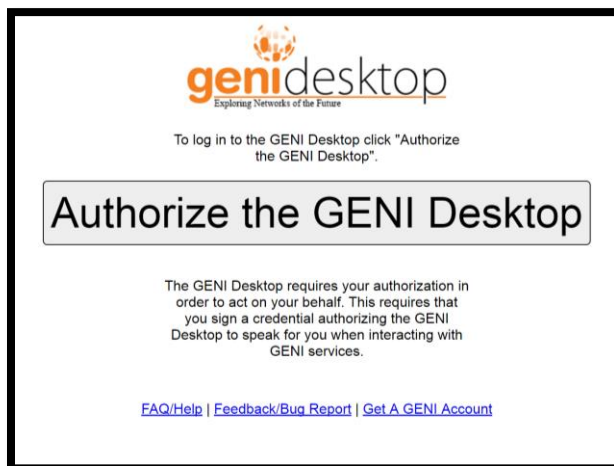 genidesktop
Exploring Networks of the Future
To log in to the GENI Desktop click "Authorize
the GENI Desktop".
Authorize the GENI Desktop
The GENI Desktop requires your authorization in
order to act on your behalf. This requires that
you sign a credential authorizing the GENI
Desktop to speak for you when interacting with
GENI services.
FAQ/Help | Feedback/Bug Report | Get A GENI Account